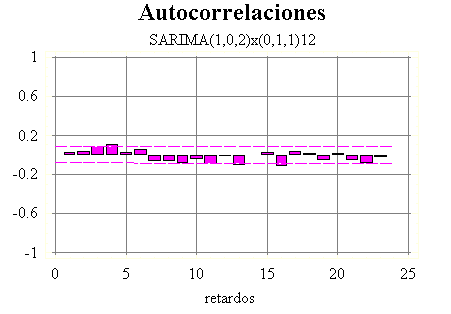 Autocorrelaciones
SARIMA(1,0,2)x(0,1,1)12
1
0.6
0.2
-0.2
-0.6
-1
0 5 10 15 20 25
retardos